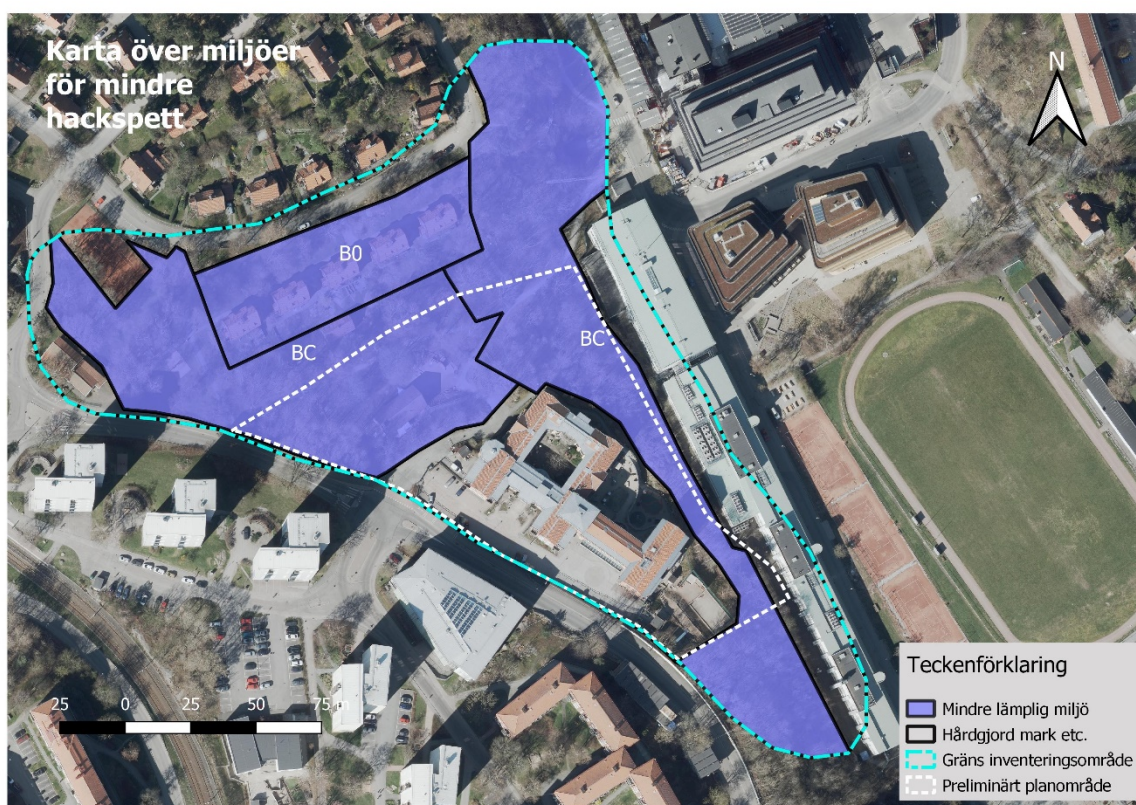 Karta över miljöer
för mindre
hackspett
N
B0
BC
BC
25 0 25 50 75 m
Teckenförklaring
Mindre lämplig miljö
Hårdgjord mark etc.
Gräns inventeringsområde
Preliminärt planområde